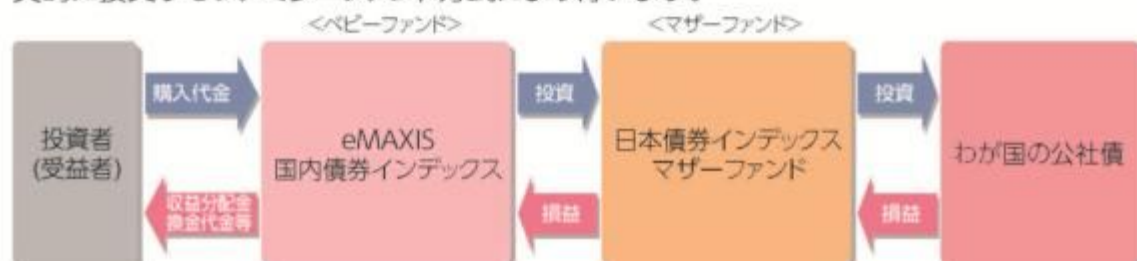 <ベビーファンド>
<マザーファンド>
購入代金
投資
投資
投資者
(受益者)
eMAXIS
国内債券インデックス
日本債券インデックス
マザーファンド
わが国の公社債
収益分配金
換金代金等
損益
損益